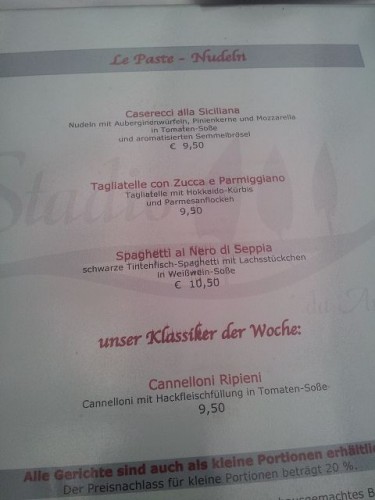 Le Paste - Nudeln
Caserecci alla Siciliana
Nudeln mit Auberginenwürfeln, Pinienkerne und Mozzarella
in Tomaten-Soße
und aromatisierten Semmelbrösel
€ 9,50
Tagliatelle con Zucca e Parmiggiano
Tagliatelle mit Hokkaido-Kürbis
und Parmesanflocken
9,50
Spaghetti al Nero di Seppia
schwarze Tintenfisch-Spaghetti mit Lachsstückchen
in Weißwein-Soße
€ 10,50
unser Klassiker der Woche:
Cannelloni Ripieni
Cannelloni mit Hackfleischfüllung in Tomaten-Soße
9,50
Alle Gerichte sind auch als kleine Portionen erhältlic
Der Preisnachlass für kleine Portionen beträgt 20 %.